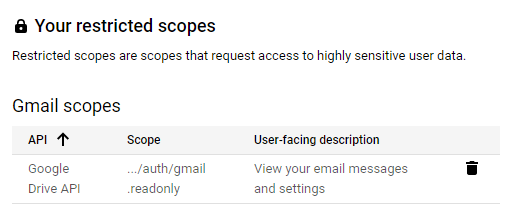 Your restricted scopes
Restricted scopes are scopes that request access to highly sensitive user data.
Gmail scopes
API Scope User-facing description
Google .../auth/gmail View your email messages
Drive API .readonly and settings